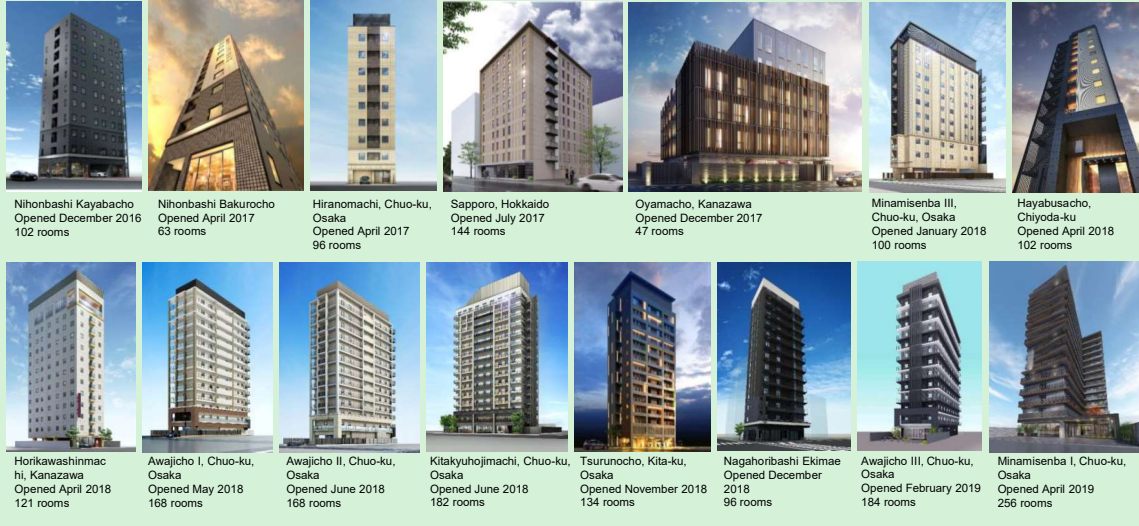 Nihonbashi Kayabacho
Opened December 2016
102 rooms
Nihonbashi Bakurocho
Opened April 2017
63 rooms
Hiranomachi, Chuo-ku,
Osaka
Opened April 2017
96 rooms
Sapporo, Hokkaido
Opened July 2017
144 rooms
Oyamacho, Kanazawa
Opened December 2017
47 rooms
Minamisenba III,
Chuo-ku, Osaka
Opened January 2018
100 rooms
Hayabusacho,
Chiyoda-ku
Opened April 2018
102 rooms
Horikawashinmac
hi, Kanazawa
Opened April 2018
121 rooms
Awajicho I, Chuo-ku,
Osaka
Opened May 2018
168 rooms
Awajicho II, Chuo-ku,
Osaka
Opened June 2018
168 rooms
Kitakyuhojimachi, Chuo-ku,
Osaka
Opened June 2018
182 rooms
Tsurunocho, Kita-ku,
Osaka
Opened November 2018
134 rooms
Nagahoribashi Ekimae
Opened December
2018
96 rooms
Awajicho III, Chuo-ku,
Osaka
Opened February 2019
184 rooms
Minamisenba I, Chuo-ku,
Osaka
Opened April 2019
256 rooms